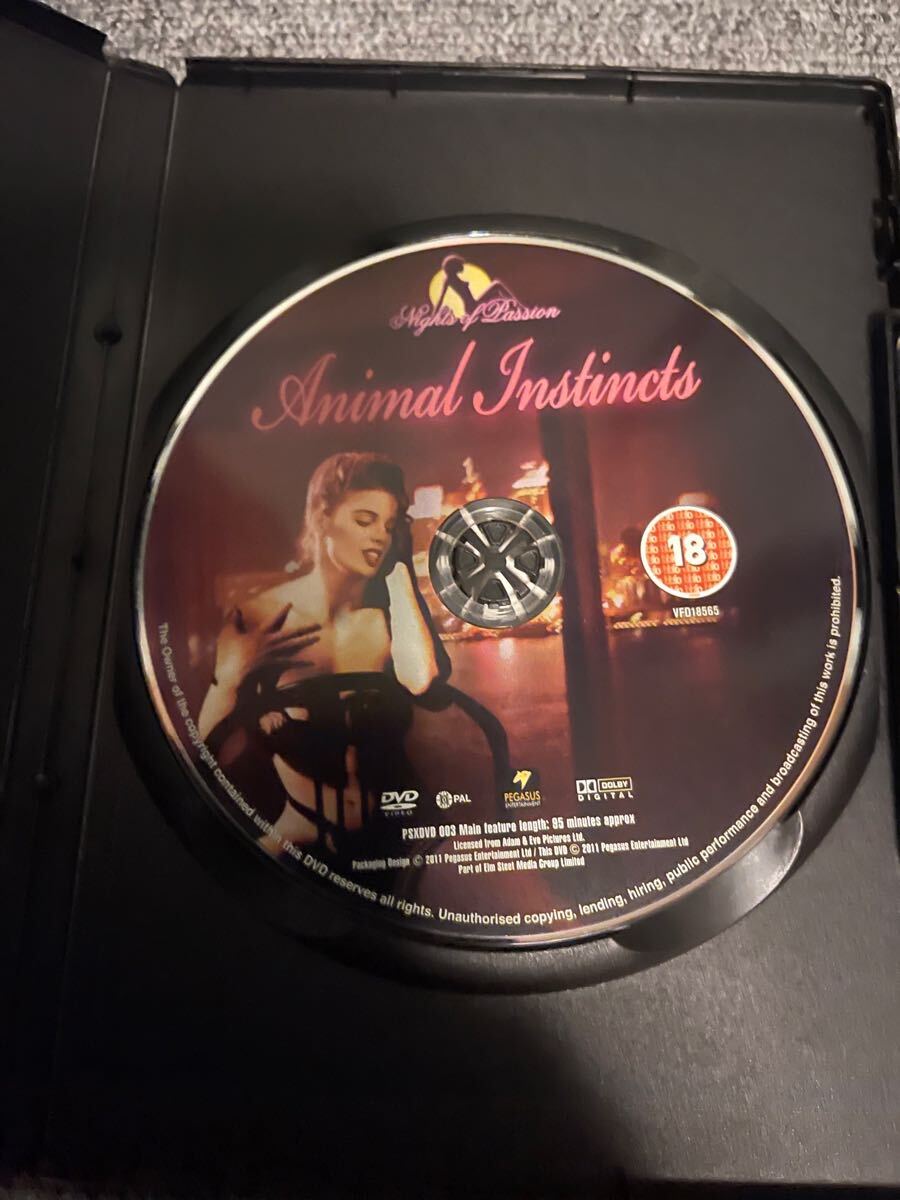 Nights of Passion
Animal Instincts
18
VFD18565
DVD
VIDEO
8
PAL
PEGASUS
ENTERTAINMENT
DOLBY
DIGITAL
PSXDVD 003 Main feature length: 95 minutes approx
Licensed from Adam & Eve Pictures Ltd.
Packaging Design © 2011 Pegasus Entertainment Ltd / This DVD © 2011 Pegasus Entertainment Ltd
Part of Elm Steel Media Group Limited
The Owner of the copyright contained within this DVD reserves all rights. Unauthorised copying, lending, hiring, public performance and broadcasting of this work is prohibited.